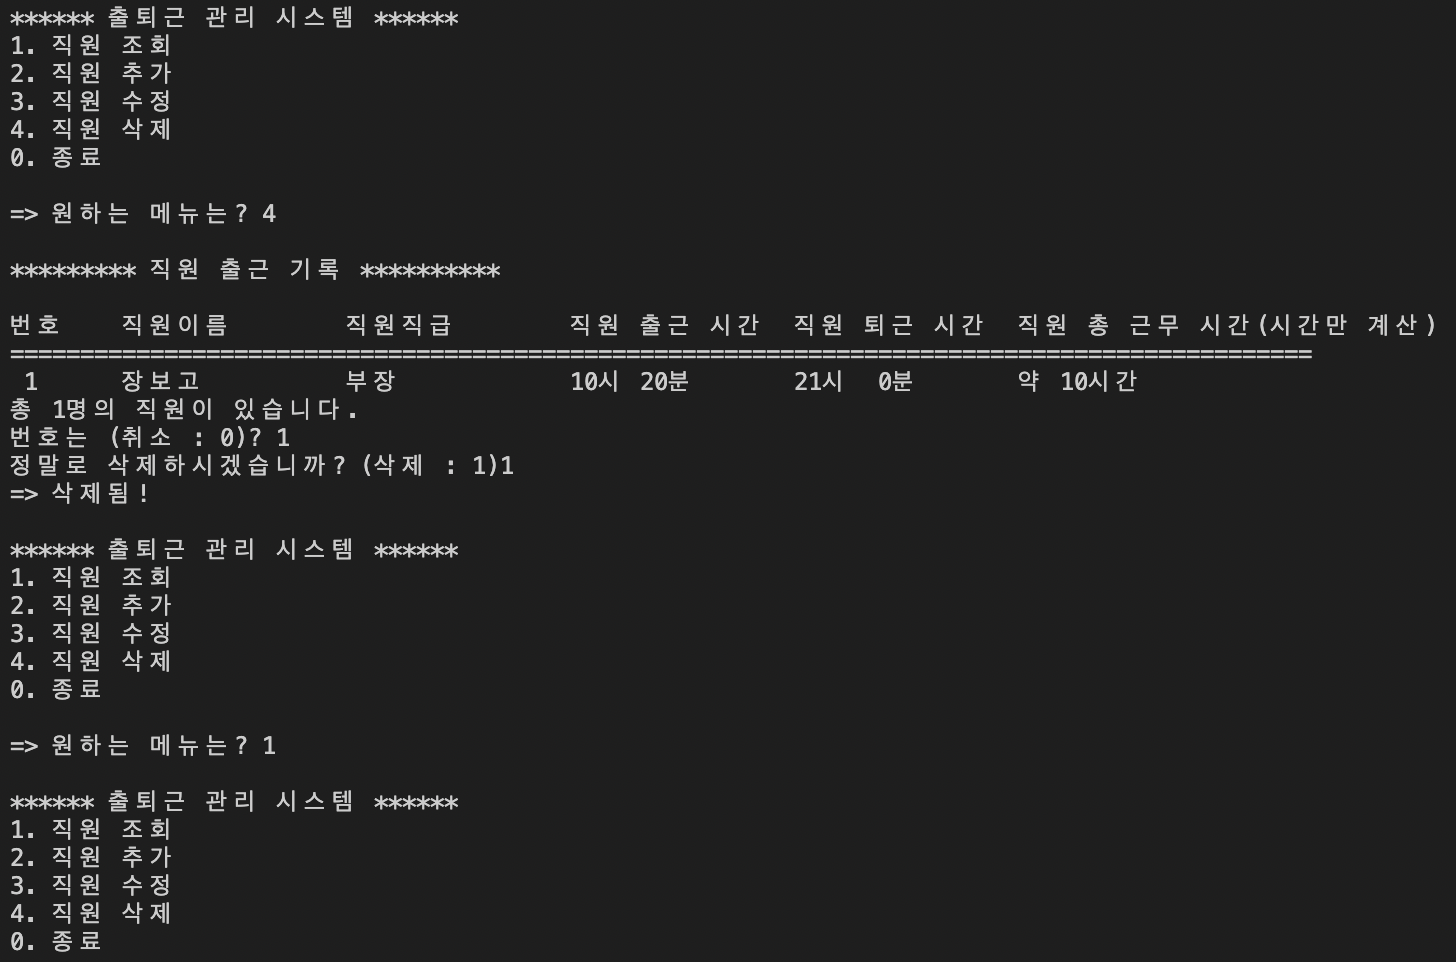 ****** 출퇴근 관리 시스템 ******
1. 직원 조회
2. 직원 추가
3. 직원 수정
4. 직원 삭제
0. 종료
=> 원하는 메뉴는? 4
********* 직원 출근 기록 **********
번호 직원이름 직원직급 직원 출근 시간 직원 퇴근 시간 직원 총 근무 시간(시간만 계산)
=============================================================================================
1 장보고 부장 10시 20분 21시 0분 약 10시간
총 1명의 직원이 있습니다.
번호는 (취소 : 0)? 1
정말로 삭제하시겠습니까? (삭제 : 1)1
=> 삭제됨!
****** 출퇴근 관리 시스템 ******
1. 직원 조회
2. 직원 추가
3. 직원 수정
4. 직원 삭제
0. 종료
=> 원하는 메뉴는? 1
****** 출퇴근 관리 시스템 ******
1. 직원 조회
2. 직원 추가
3. 직원 수정
4. 직원 삭제
0. 종료